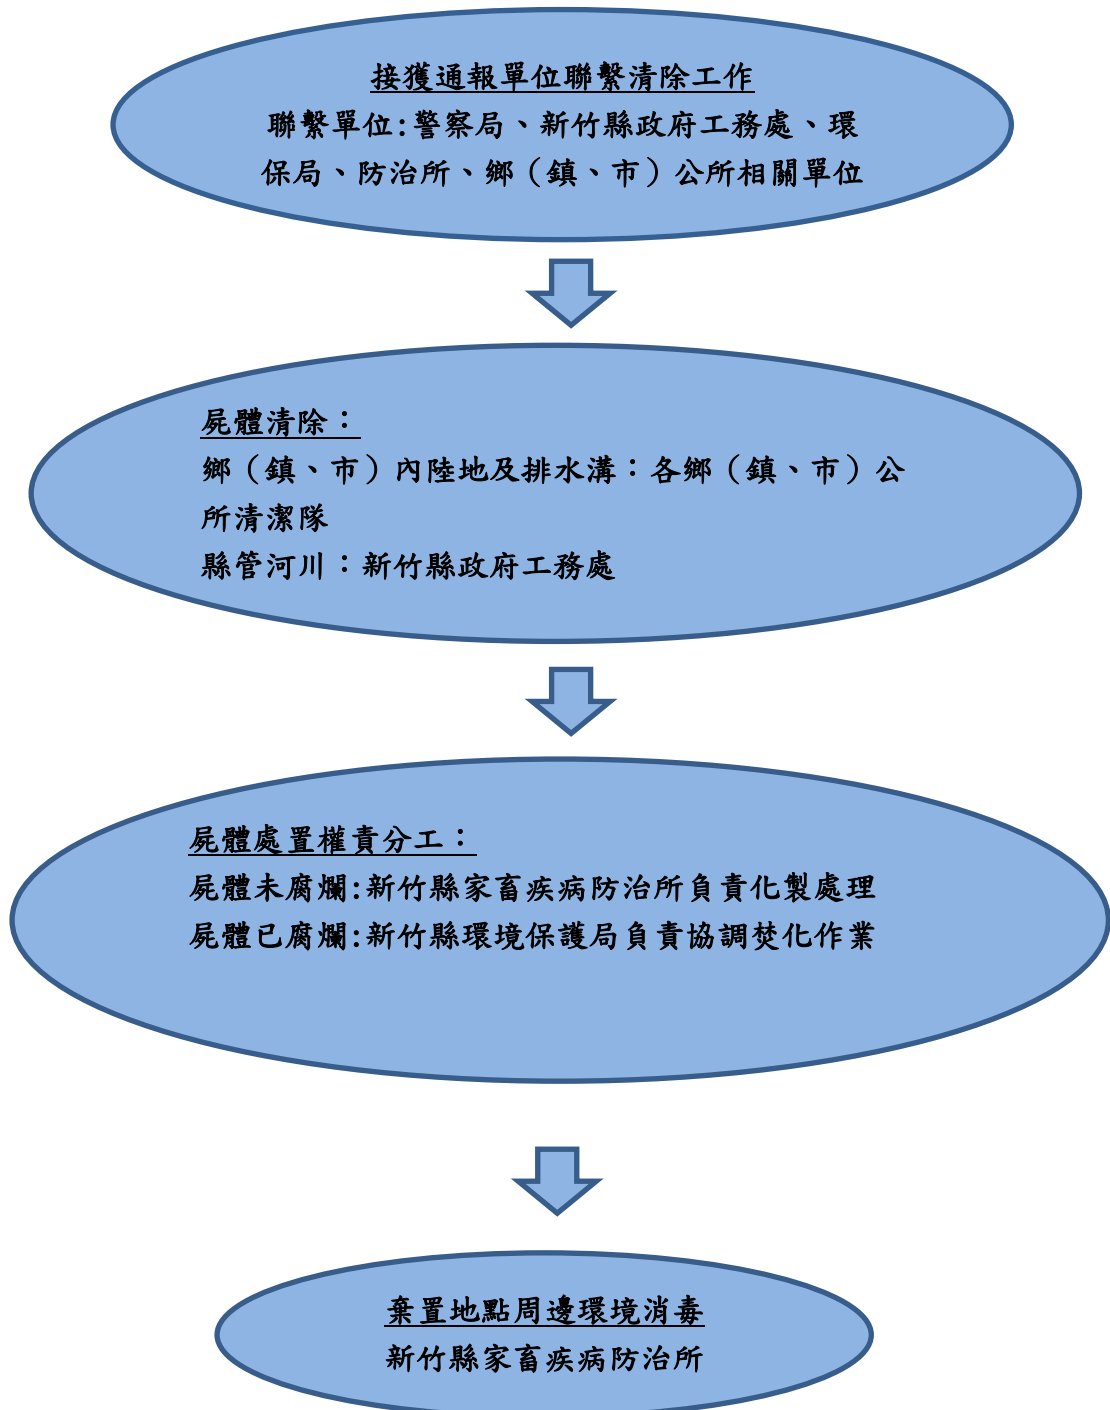 接獲通報單位聯繫清除工作
聯繫單位:警察局、新竹縣政府工務處、環
保局、防治所、鄉（鎮、市）公所相關單位
屍體清除：
鄉（鎮、市）內陸地及排水溝：各鄉（鎮、市）公
所清潔隊
縣管河川：新竹縣政府工務處
屍體處置權責分工：
屍體未腐爛:新竹縣家畜疾病防治所負責化製處理
屍體已腐爛:新竹縣環境保護局負責協調焚化作業
棄置地點周邊環境消毒
新竹縣家畜疾病防治所